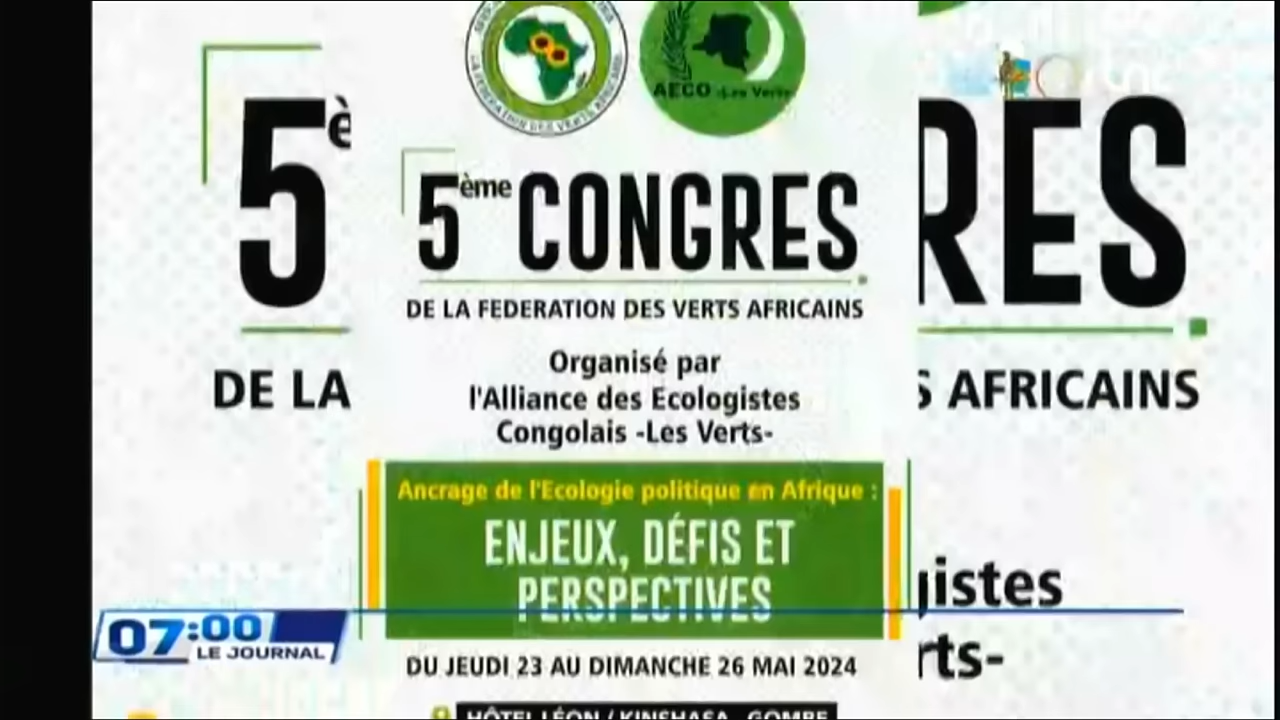 AECO -Les Verts-
5ème CONGRES
DE LA FEDERATION DES VERTS AFRICAINS
Organisé par
l'Alliance des Ecologistes
Congolais -Les Verts-
Ancrage de l'Ecologie politique en Afrique :
ENJEUX, DÉFIS ET
PERSPECTIVES
DU JEUDI 23 AU DIMANCHE 26 MAI 2024
HÔTEL LÉON / KINSHASA - GOMBE
5è
RES
DE LA
S AFRICAINS
gistes
rts-
07:00
LE JOURNAL